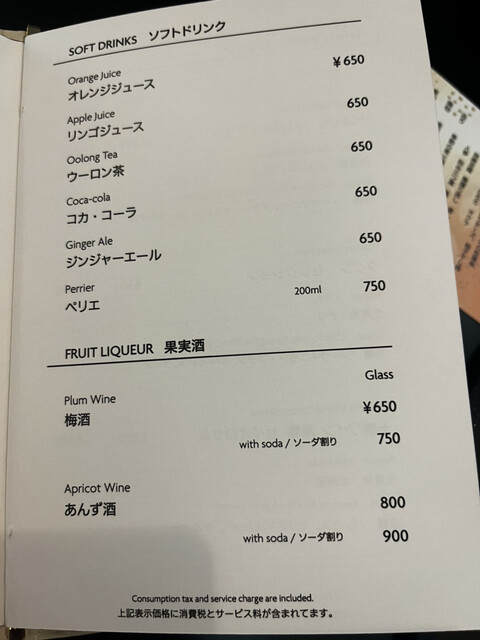 SOFT DRINKS ソフトドリンク
Orange Juice
オレンジジュース ¥650
Apple Juice
リンゴジュース 650
Oolong Tea
ウーロン茶 650
Coca-cola
コカ・コーラ 650
Ginger Ale
ジンジャーエール 650
Perrier
ペリエ 200ml 750
FRUIT LIQUEUR 果実酒
Glass
Plum Wine
梅酒 ¥650
with soda / ソーダ割り 750
Apricot Wine
あんず酒 800
with soda / ソーダ割り 900
Consumption tax and service charge are included.
上記表示価格に消費税とサービス料が含まれてます。